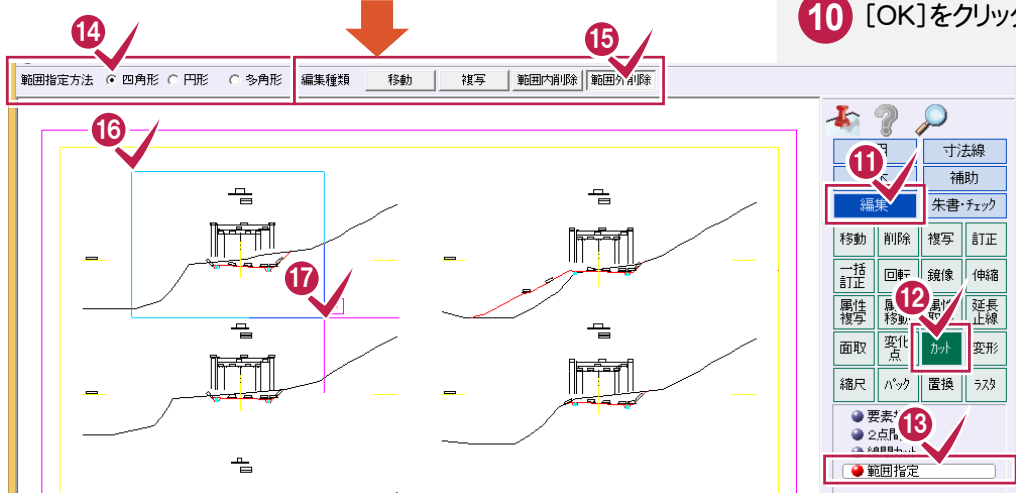 10 [OK]をクリック
14
15
範囲指定方法 四角形 円形 多角形 編集種類 移動 複写 範囲内削除 範囲外削除
16
17
11
寸法線
補助
編集 朱書・チェック
移動 削除 複写 訂正
一括訂正 回転 鏡像 伸縮
12
属性複写 移動 延長止線
面取 変化点 カット 変形
縮尺 パック 置換 ラスタ
13
2点間
範囲指定